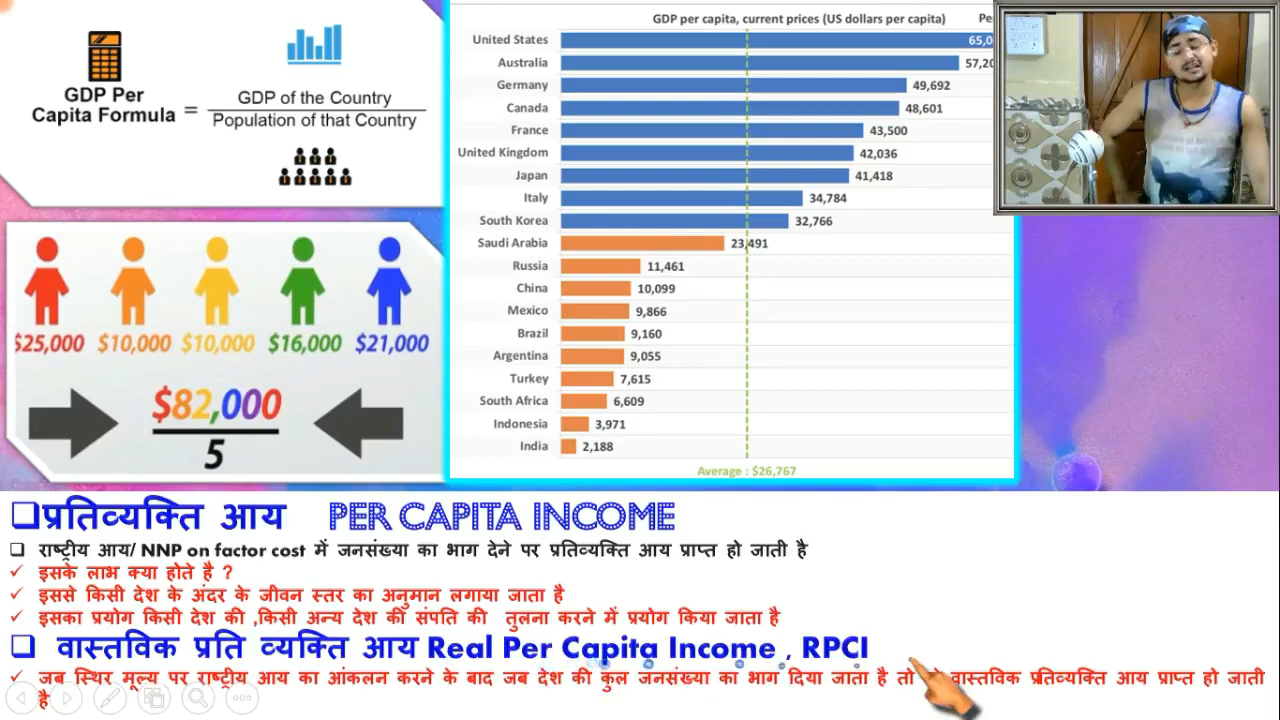 GDP Per
Capita Formula
=
GDP of the Country
Population of that Country
$25,000 $10,000 $10,000 $16,000 $21,000
$82,000
5
GDP per capita, current prices (US dollars per capita)
United States
Australia
Germany 49,692
Canada 48,601
France 43,500
United Kingdom 42,036
Japan 41,418
Italy 34,784
South Korea 32,766
Saudi Arabia 23,491
Russia 11,461
China 10,099
Mexico 9,866
Brazil 9,160
Argentina 9,055
Turkey 7,615
South Africa 6,609
Indonesia 3,971
India 2,188
Average : $26,767
प्रतिव्यक्ति आय PER CAPITA INCOME
राष्ट्रीय आय/ NNP on factor cost में जनसंख्या का भाग देने पर प्रतिव्यक्ति आय प्राप्त हो जाती है
इसके लाभ क्या होते है ?
इससे किसी देश के अंदर के जीवन स्तर का अनुमान लगाया जाता है
इसका प्रयोग किसी देश की ,किसी अन्य देश की संपति की तुलना करने में प्रयोग किया जाता है
वास्तविक प्रति व्यक्ति आय Real Per Capita Income , RPCI
जब स्थिर मूल्य पर राष्ट्रीय आय का आंकलन करने के बाद जब देश की कुल जनसंख्या का भाग दिया जाता है तो वास्तविक प्रतिव्यक्ति आय प्राप्त हो जाती
है